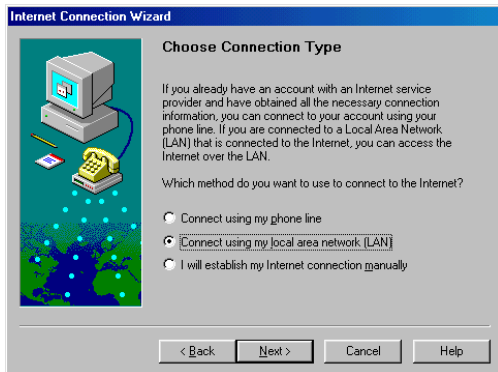 Internet Connection Wizard
Choose Connection Type
If you already have an account with an Internet service
provider and have obtained all the necessary connection
information, you can connect to your account using your
phone line. If you are connected to a Local Area Network
(LAN) that is connected to the Internet, you can access the
Internet over the LAN.
Which method do you want to use to connect to the Internet?
Connect using my phone line
Connect using my local area network (LAN)
I will establish my Internet connection manually
< Back
Next >
Cancel
Help